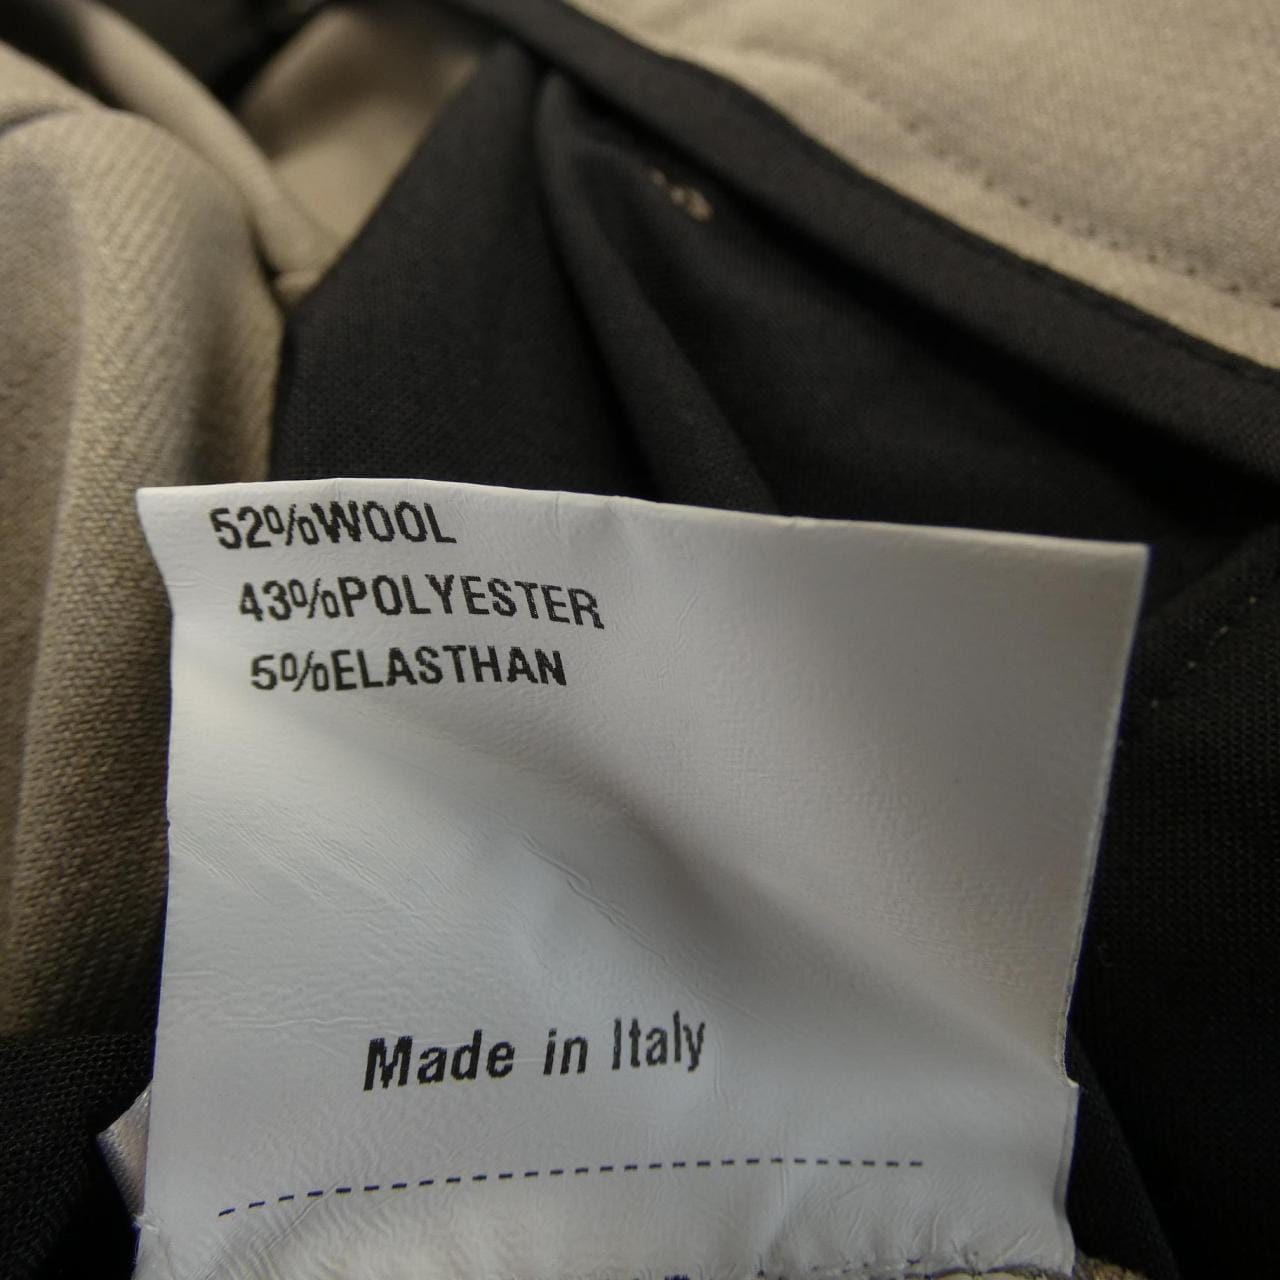 52%WOOL
43%POLYESTER
5%ELASTHAN
Made in Italy